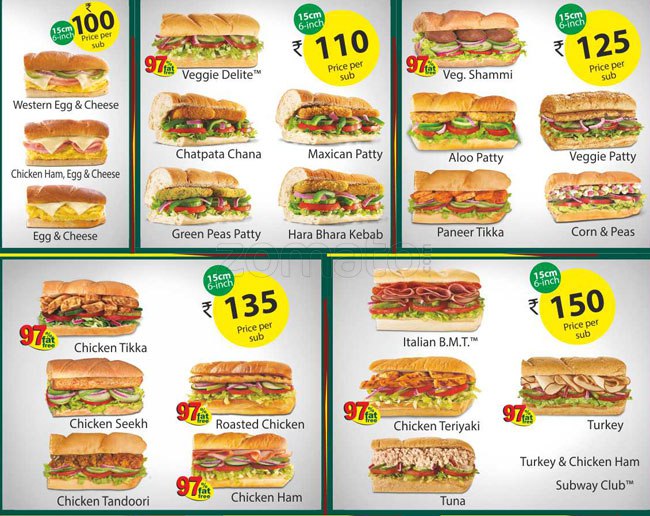 15cm
6-inch
₹ 100
Price per
sub
Western Egg & Cheese
Chicken Ham, Egg & Cheese
Egg & Cheese
15cm
6-inch
₹ 110
Price per
sub
97% fat free
Veggie Delite™
Chatpata Chana
Maxican Patty
Green Peas Patty
Hara Bhara Kebab
15cm
6-inch
₹ 125
Price per
sub
97% fat free
Veg. Shammi
Aloo Patty
Veggie Patty
Paneer Tikka
Corn & Peas
zomato
15cm
6-inch
₹ 135
Price per
sub
97% fat free
Chicken Tikka
Chicken Seekh
97% fat free
Roasted Chicken
Chicken Tandoori
97% fat free
Chicken Ham
15cm
6-inch
₹ 150
Price per
sub
Italian B.M.T.™
97% fat free
Chicken Teriyaki
97% fat free
Turkey
Tuna
Turkey & Chicken Ham
Subway Club™